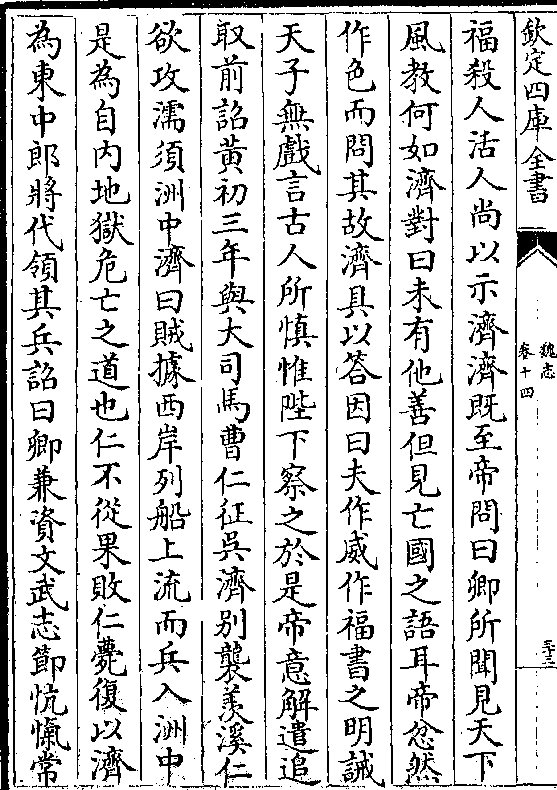 欽定四庫全書
魏志
卷十四
三十三
福殺人活人尚以示濟濟既至帝問曰卿所聞見天下
風教何如濟對曰未有他善但見亡國之語耳帝忿然
作色而問其故濟具以答因曰夫作威作福書之明誡
天子無戲言古人所慎惟陛下察之於是帝意解遣追
取前詔黃初三年與大司馬曹仁征吳濟別襲羨溪仁
欲攻濡須洲中濟曰賊據西岸列船上流而兵入洲中
是為自内地獄危亡之道也仁不從果敗仁薨復以濟
為東中郎將代領其兵詔曰卿兼資文武志節忼愾常